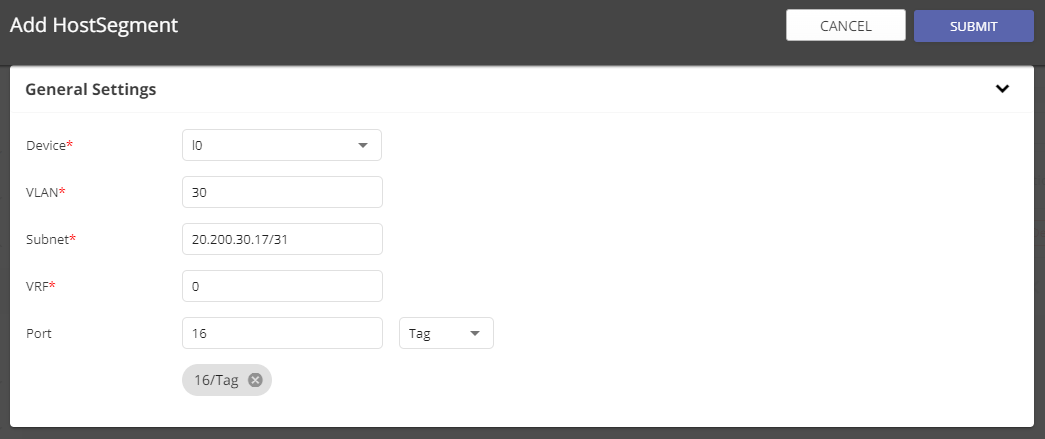 Add HostSegment
CANCEL
SUBMIT
General Settings
Device*
l0
VLAN*
30
Subnet*
20.200.30.17/31
VRF*
0
Port
16
Tag
16/Tag